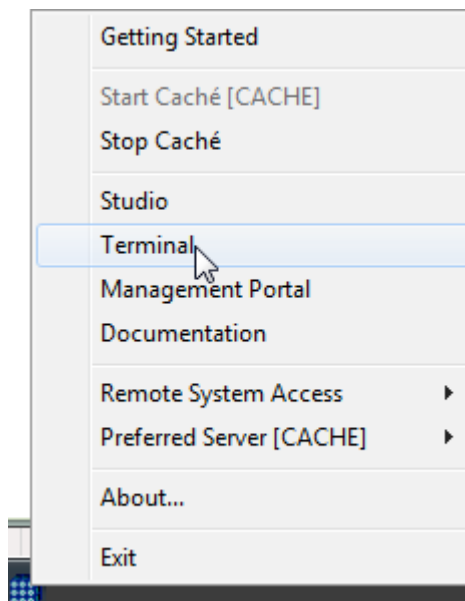 Getting Started
Start Caché [CACHE]
Stop Caché
Studio
Terminal
Management Portal
Documentation
Remote System Access
Preferred Server [CACHE]
About...
Exit